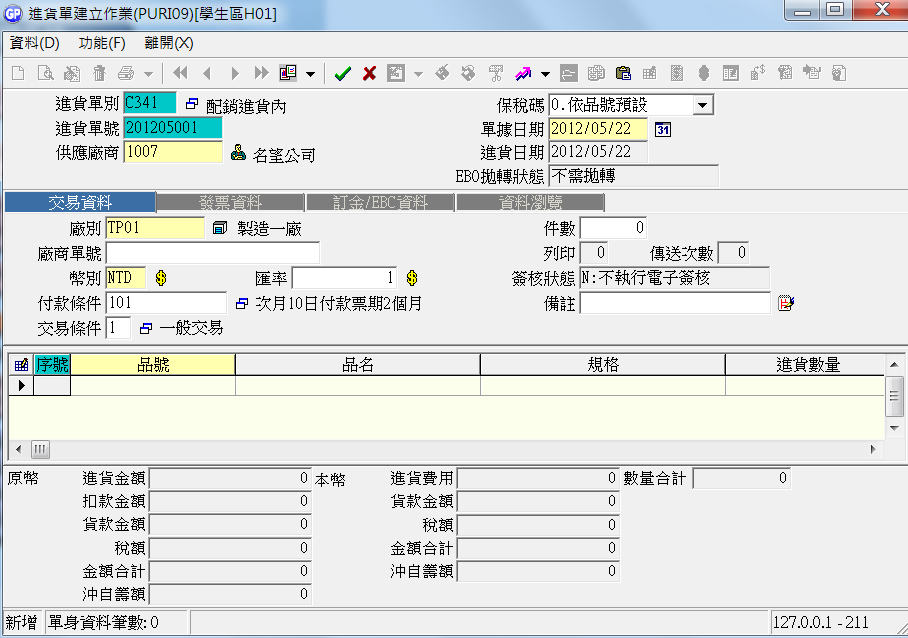 GP 進貨單建立作業(PURI09)[學生區H01]
資料(D) 功能(F) 離開(X)
進貨單別 C341 配銷進貨內 保稅碼 0.依品號預設
進貨單號 201205001 單據日期 2012/05/22 31
供應廠商 1007 名望公司 進貨日期 2012/05/22
EBO拋轉狀態 不需拋轉
交易資料 發票資料 訂金/EBC資料 資料瀏覽
廠別 TP01 製造一廠 件數 0
廠商單號 列印 0 傳送次數 0
幣別 NTD 匯率 1 簽核狀態 N:不執行電子簽核
付款條件 101 次月10日付款票期2個月 備註
交易條件 1 一般交易
序號 品號 品名 規格 進貨數量
原幣 進貨金額 0 本幣 進貨費用 0 數量合計 0
扣款金額 0 貨款金額 0
貨款金額 0 稅額 0
稅額 0 金額合計 0
金額合計 0 沖自籌額 0
沖自籌額 0
新增 單身資料筆數: 0 127.0.0.1 - 211